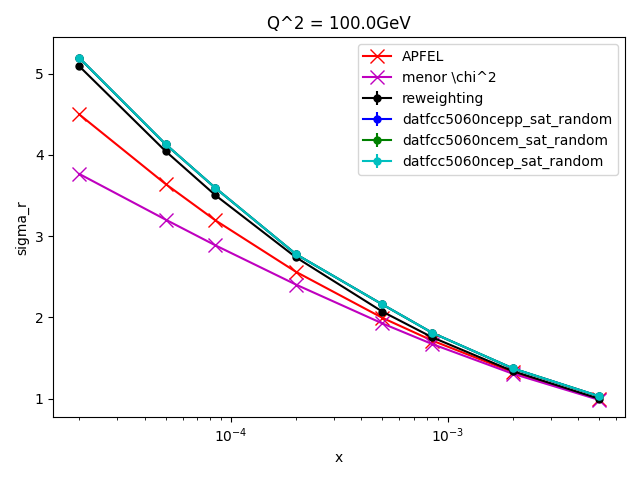 Q^2 = 100.0GeV
APFEL
menor \chi^2
reweighting
datfcc5060ncepp_sat_random
datfcc5060ncem_sat_random
datfcc5060ncep_sat_random
sigma_r
5
4
3
2
1
10^{-4}
10^{-3}
x